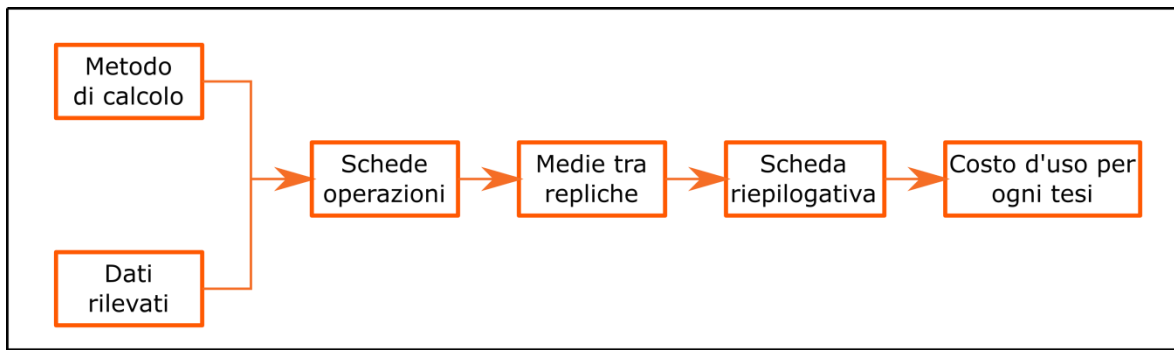 Metodo
di calcolo
Dati
rilevati
Schede
operazioni
Medie tra
repliche
Scheda
riepilogativa
Costo d'uso per
ogni tesi